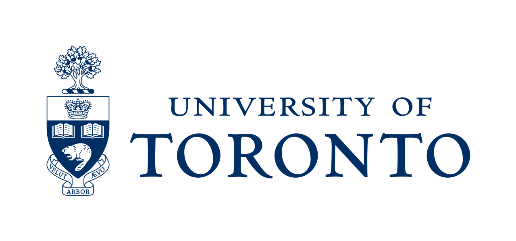 UNIVERSITY OF
TORONTO
VELUT ÆVO
ARBOR